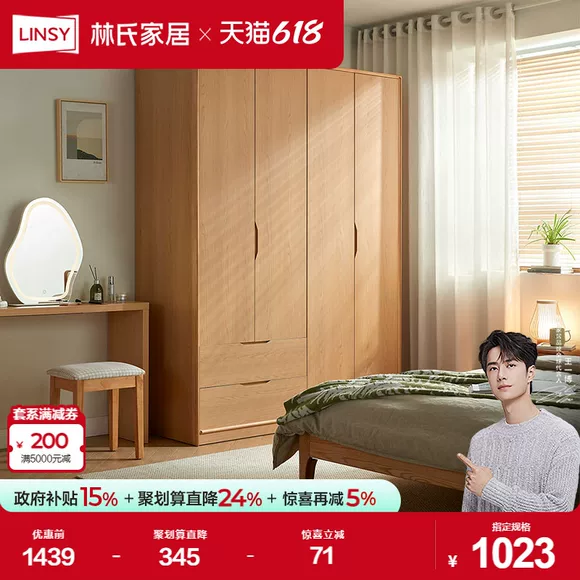 LINSY 林氏家居 × 天猫618
套系满减券
¥ 200
满5000元减
政府补贴15% + 聚划算直降24% + 惊喜再减5%
优惠前 聚划算直降 惊喜立减 指定规格
1439 - 345 - 71 ¥ 1023